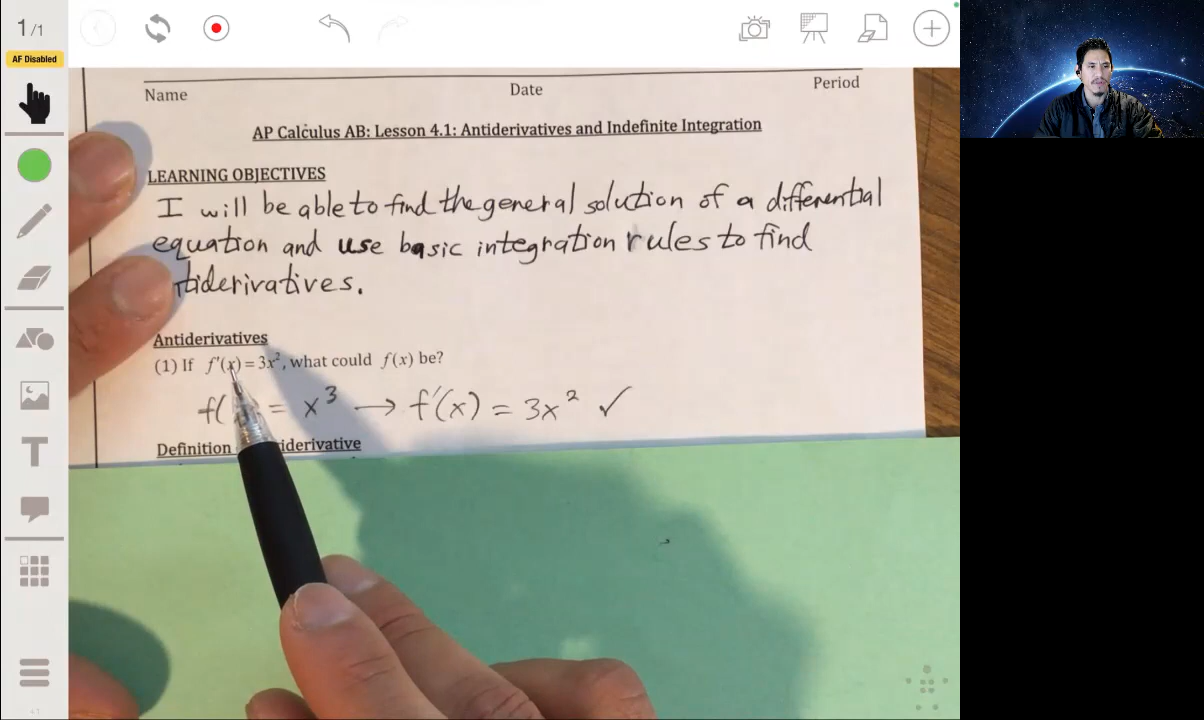 1/1
AF Disabled
Name Date Period
AP Calculus AB: Lesson 4.1: Antiderivatives and Indefinite Integration
LEARNING OBJECTIVES
I will be able to find the general solution of a differential
equation and use basic integration rules to find
tiderivatives.
Antiderivatives
(1) If f'(x) = 3x², what could f(x) be?
f( = x³ → f'(x) = 3x² ✓
Definition iderivative
T